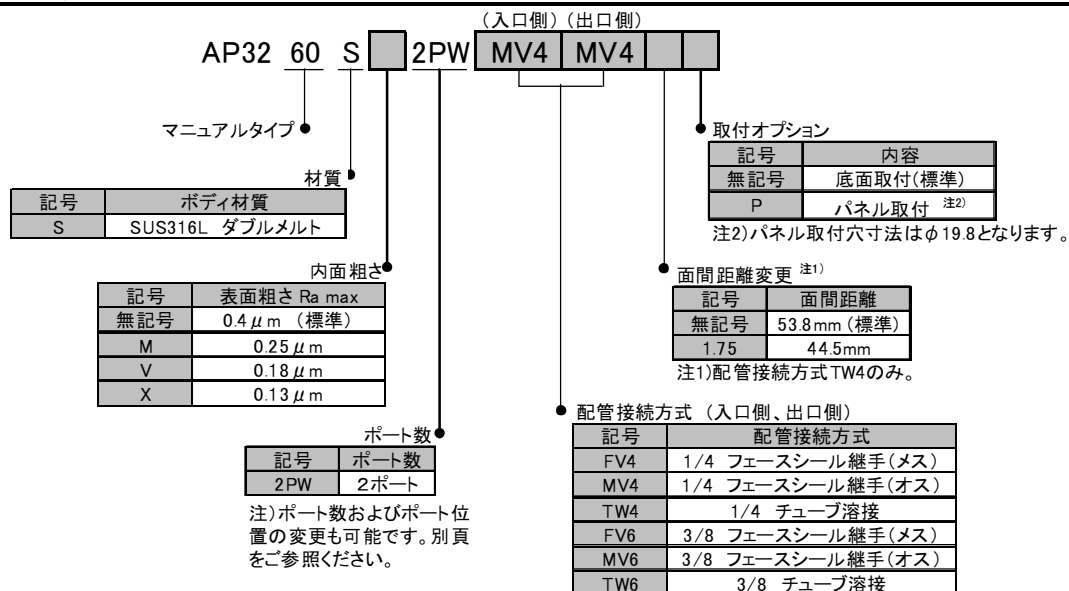 (入口側) (出口側)
AP32 60 S 2PW MV4 MV4
マニュアルタイプ
材質
記号 ボディ材質
S SUS316L ダブルメルト
内面粗さ
記号 表面粗さ Ra max
無記号 0.4μm (標準)
M 0.25μm
V 0.18μm
X 0.13μm
ポート数
記号 ポート数
2PW 2ポート
注)ポート数およびポート位
置の変更も可能です。別頁
をご参照ください。
取付オプション
記号 内容
無記号 底面取付(標準)
P パネル取付 注2)
注2)パネル取付穴寸法はφ19.8となります。
面間距離変更 注1)
記号 面間距離
無記号 53.8mm(標準)
1.75 44.5mm
注1)配管接続方式TW4のみ。
配管接続方式 (入口側、出口側)
記号 配管接続方式
FV4 1/4 フェースシール継手(メス)
MV4 1/4 フェースシール継手(オス)
TW4 1/4 チューブ溶接
FV6 3/8 フェースシール継手(メス)
MV6 3/8 フェースシール継手(オス)
TW6 3/8 チューブ溶接